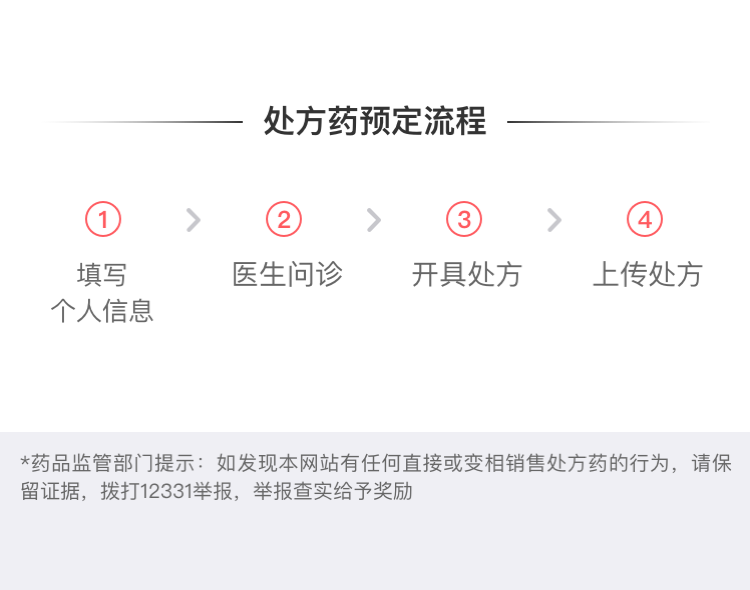 处方药预定流程
① > ② > ③ > ④
填写 医生问诊 开具处方 上传处方
个人信息
*药品监管部门提示：如发现本网站有任何直接或变相销售处方药的行为，请保
留证据，拨打12331举报，举报查实给予奖励